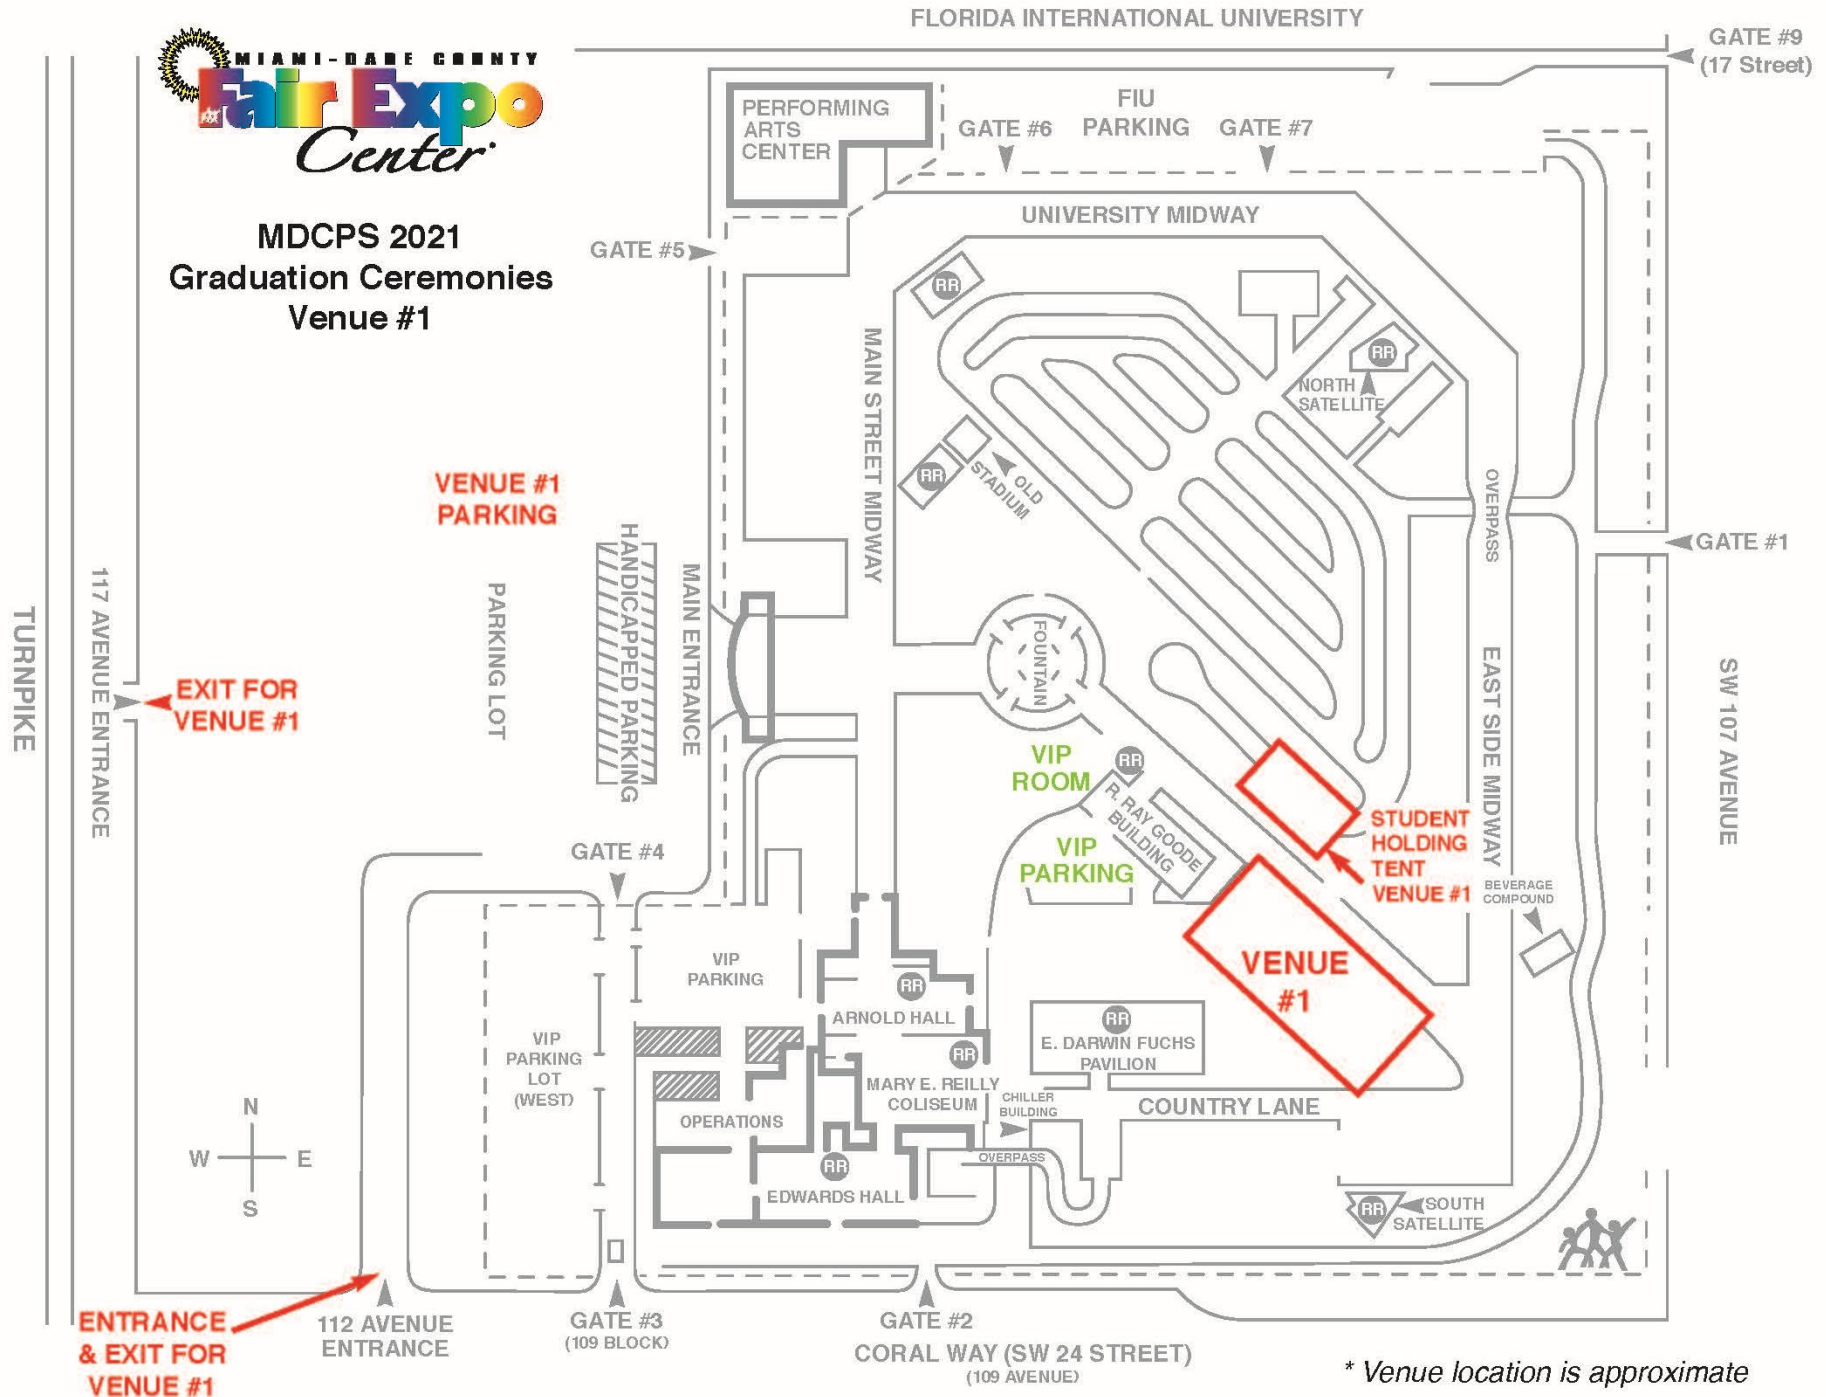 FLORIDA INTERNATIONAL UNIVERSITY
GATE #9
(17 Street)
MIAMI-DADE COUNTY
Fair Expo
Center
MDCPS 2021
Graduation Ceremonies
Venue #1
PERFORMING
ARTS
CENTER
FIU
PARKING
GATE #6
GATE #7
UNIVERSITY MIDWAY
GATE #5
RR
RR
NORTH
SATELLITE
MAIN STREET MIDWAY
RR
OLD
STADIUM
OVERPASS
GATE #1
VENUE #1
PARKING
HANDICAPPED PARKING
MAIN ENTRANCE
PARKING LOT
117 AVENUE ENTRANCE
TURNPIKE
EXIT FOR
VENUE #1
FOUNTAIN
EAST SIDE MIDWAY
SW 107 AVENUE
VIP
ROOM
RR
R. RAY GOODE
BUILDING
VIP
PARKING
STUDENT
HOLDING
TENT
VENUE #1
BEVERAGE
COMPOUND
GATE #4
VENUE
#1
VIP
PARKING
RR
ARNOLD HALL
RR
MARY E. REILLY
COLISEUM
RR
E. DARWIN FUCHS
PAVILION
VIP
PARKING
LOT
(WEST)
OPERATIONS
CHILLER
BUILDING
COUNTRY LANE
OVERPASS
RR
EDWARDS HALL
RR
SOUTH
SATELLITE
N
W
E
S
ENTRANCE
& EXIT FOR
VENUE #1
112 AVENUE
ENTRANCE
GATE #3
(109 BLOCK)
GATE #2
CORAL WAY (SW 24 STREET)
(109 AVENUE)
* Venue location is approximate